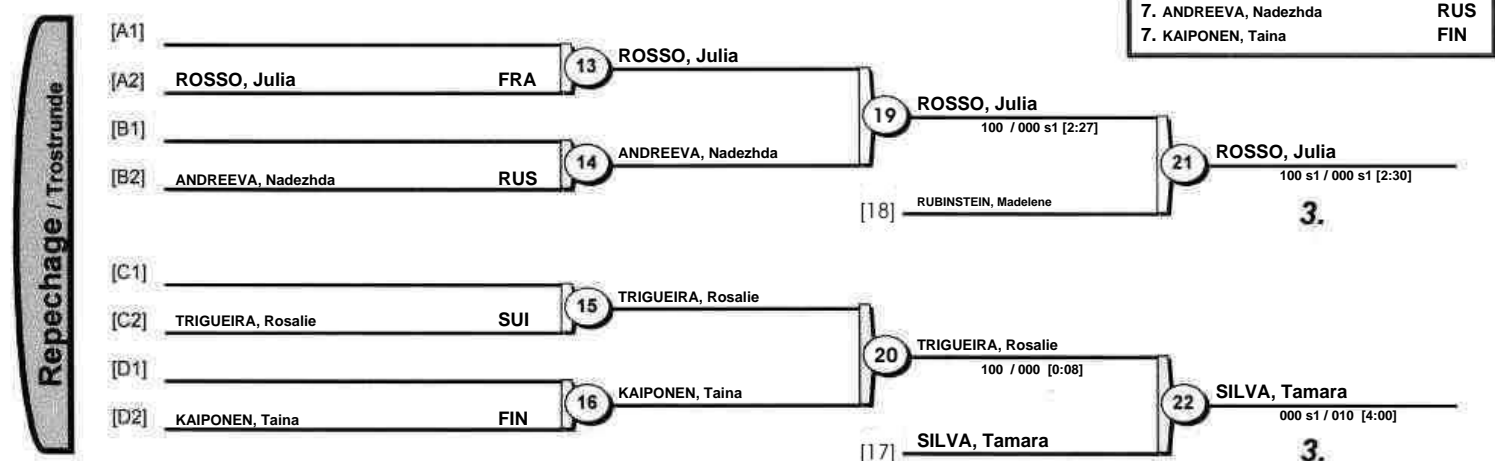 7. ANDREEVA, Nadezhda RUS
7. KAIPONEN, Taina FIN
Repechage / Trostrunde
[A1]
[A2] ROSSO, Julia FRA
13 ROSSO, Julia
[B1]
[B2] ANDREEVA, Nadezhda RUS
14 ANDREEVA, Nadezhda
19 ROSSO, Julia
100 / 000 s1 [2:27]
[18] RUBINSTEIN, Madelene
21 ROSSO, Julia
100 s1 / 000 s1 [2:30]
3.
[C1]
[C2] TRIGUEIRA, Rosalie SUI
15 TRIGUEIRA, Rosalie
[D1]
[D2] KAIPONEN, Taina FIN
16 KAIPONEN, Taina
20 TRIGUEIRA, Rosalie
100 / 000 [0:08]
[17] SILVA, Tamara
22 SILVA, Tamara
000 s1 / 010 [4:00]
3.